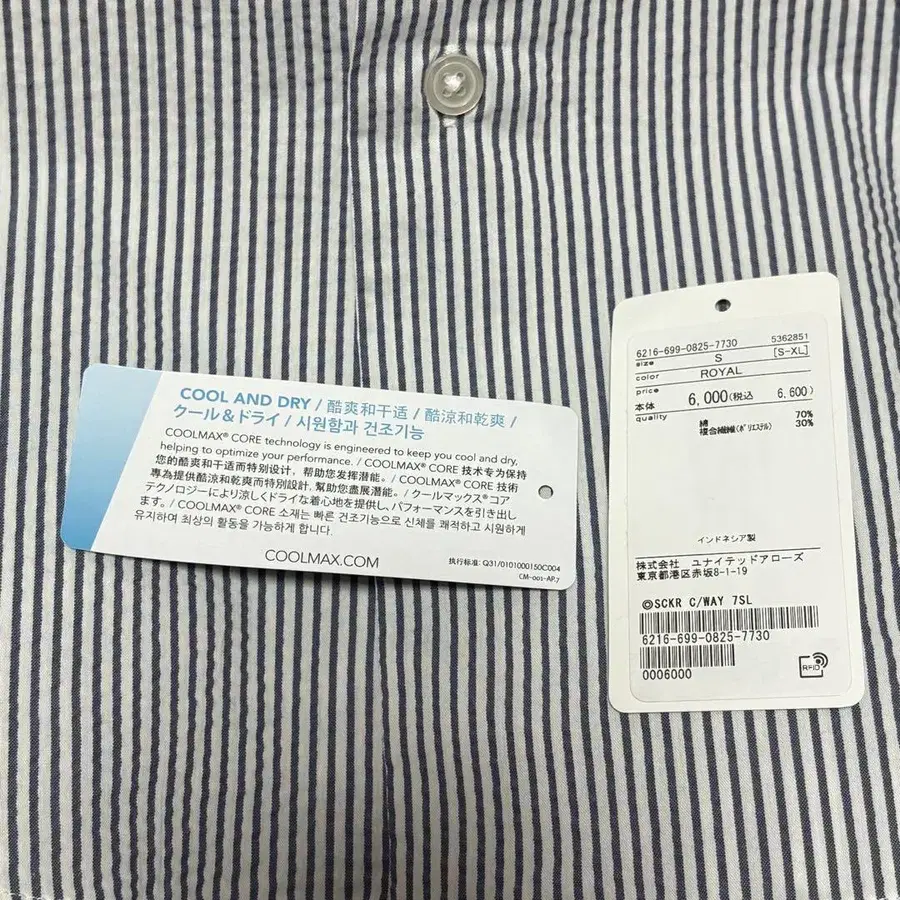 COOL AND DRY / 酷爽和干适 / 酷涼和乾爽 /
クール&ドライ / 시원함과 건조기능
COOLMAX® CORE technology is engineered to keep you cool and dry,
helping to optimize your performance. / COOLMAX® CORE 技术专为保持
您的酷爽和干适而特别设计，帮助您发挥潜能。/ COOLMAX® CORE 技術
專為提供酷涼和乾爽而特別設計, 幫助您盡展潛能。/ クールマックス® コア
テクノロジーにより涼しくドライな着心地を提供し、パフォーマンスを引き出し
ます。/ COOLMAX® CORE 소재는 빠른 건조기능으로 신체를 쾌적하고 시원하게
유지하며 최상의 활동을 가능하게 합니다.
COOLMAX.COM
执行标准: Q31/0101000150C004
CM-001-AP.7
6216-699-0825-7730 5362851
size S [S-XL]
color ROYAL
price
本体 6,000(税込 6,600)
quality
綿 70%
複合繊維(ポリエステル) 30%
インドネシア製
株式会社 ユナイテッドアローズ
東京都港区赤坂8-1-19
◎SCKR C/WAY 7SL
6216-699-0825-7730
0006000
RFID